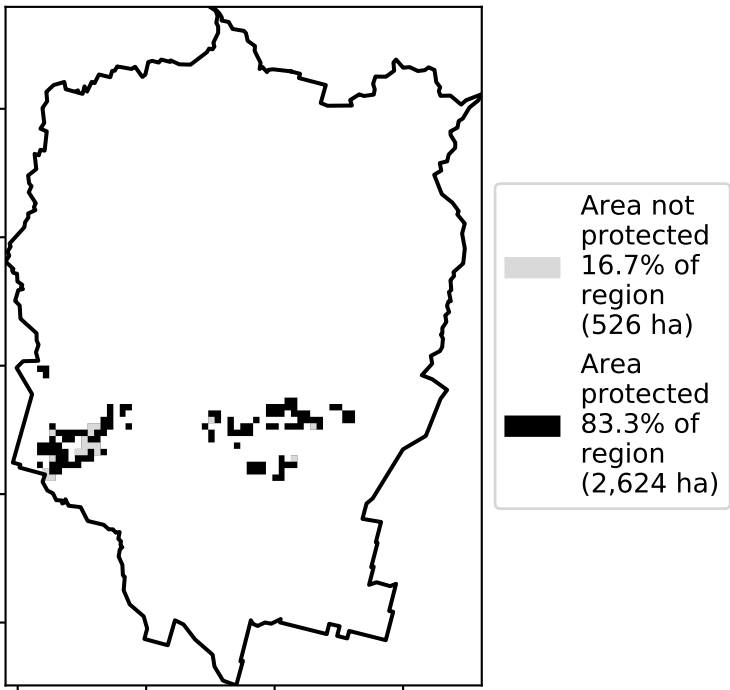 Area not
protected
16.7% of
region
(526 ha)
Area
protected
83.3% of
region
(2,624 ha)